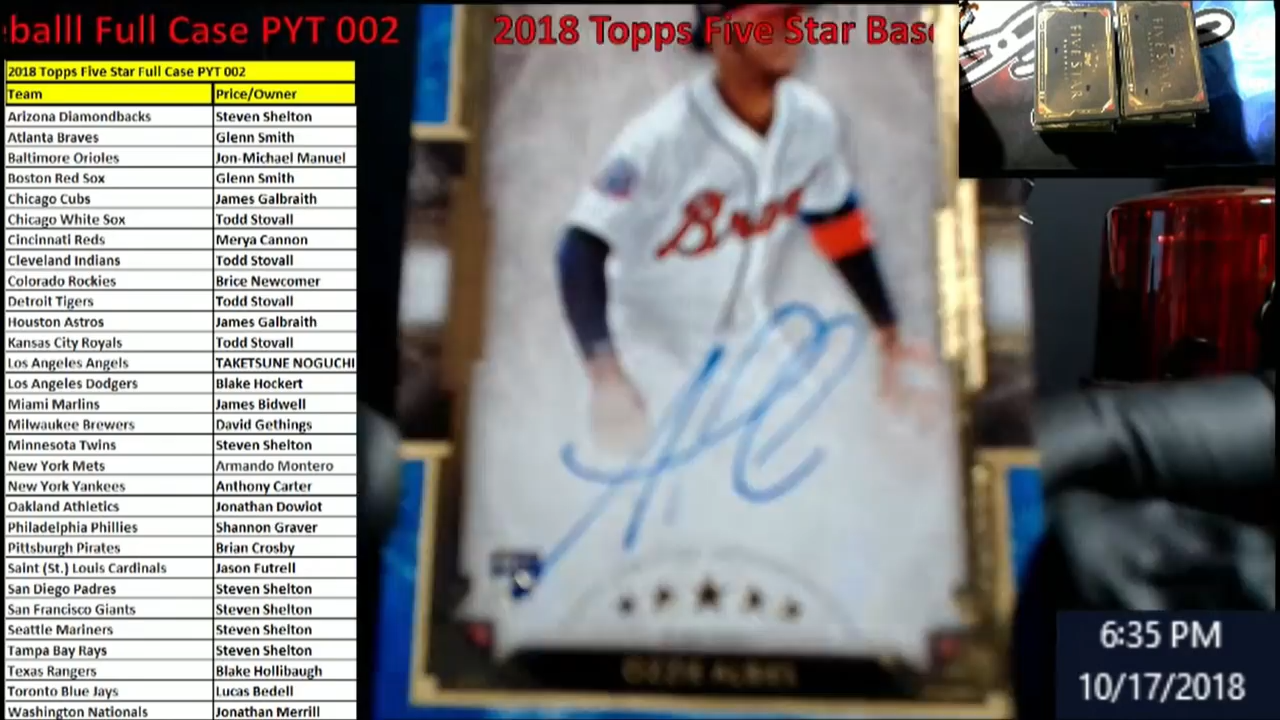 balll Full Case PYT 002
2018 Topps Five Star Base
2018 Topps Five Star Full Case PYT 002
Team Price/Owner
Arizona Diamondbacks Steven Shelton
Atlanta Braves Glenn Smith
Baltimore Orioles Jon-Michael Manuel
Boston Red Sox Glenn Smith
Chicago Cubs James Galbraith
Chicago White Sox Todd Stovall
Cincinnati Reds Merya Cannon
Cleveland Indians Todd Stovall
Colorado Rockies Brice Newcomer
Detroit Tigers Todd Stovall
Houston Astros James Galbraith
Kansas City Royals Todd Stovall
Los Angeles Angels TAKETSUNE NOGUCHI
Los Angeles Dodgers Blake Hockert
Miami Marlins James Bidwell
Milwaukee Brewers David Gethings
Minnesota Twins Steven Shelton
New York Mets Armando Montero
New York Yankees Anthony Carter
Oakland Athletics Jonathan Dowiot
Philadelphia Phillies Shannon Graver
Pittsburgh Pirates Brian Crosby
Saint (St.) Louis Cardinals Jason Futrell
San Diego Padres Steven Shelton
San Francisco Giants Steven Shelton
Seattle Mariners Steven Shelton
Tampa Bay Rays Steven Shelton
Texas Rangers Blake Hollibaugh
Toronto Blue Jays Lucas Bedell
Washington Nationals Jonathan Merrill
FIVE STAR
FIVE STAR
OZZIE ALBIES
6:35 PM
10/17/2018